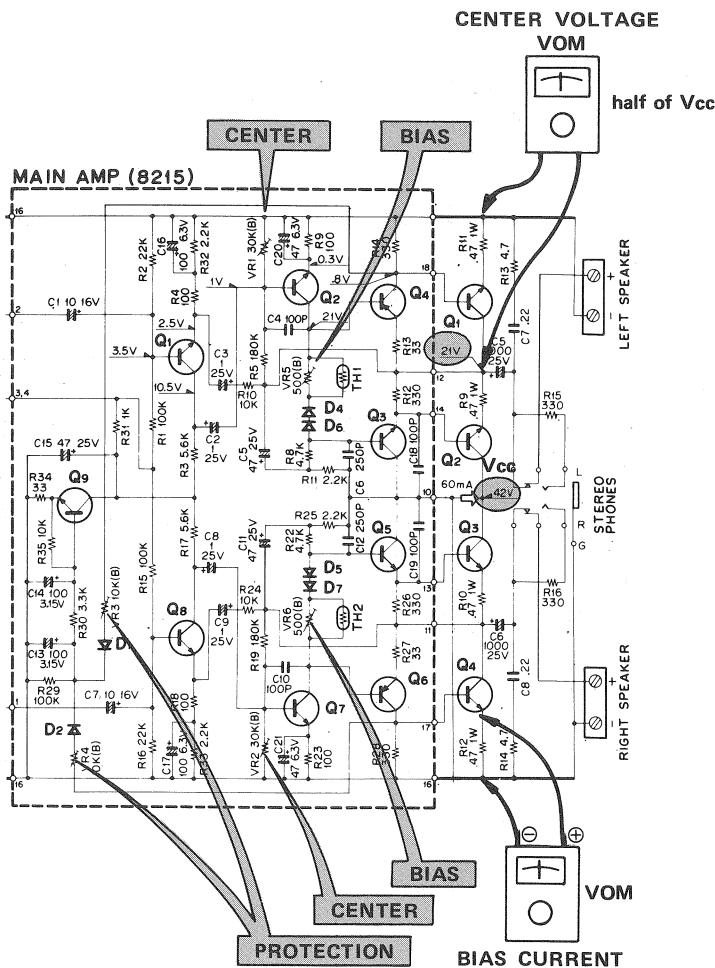 CENTER VOLTAGE
VOM
half of Vcc
CENTER
BIAS
MAIN AMP (8215)
16
2
3,4
1
16
C1 10 16V
R2 22K
C16
100 6.3V
R32 2.2K
R4
100
1V
2.5V
Q1
3.5V
10.5V
R31 1K
R1 100K
C3
1
25V
C2
1
25V
R3 5.6K
R10
10K
VR1 30K(B)
C20
47 6.3V
R9
100
0.3V
Q2
.8V
21V
C4 100P
R5 180K
VR5
500(B)
TH1
D4
D6
C5
47 25V
R8
4.7K
R11 2.2K
250P
C6
R14
330
Q4
R13
33
R12
330
Q3
C18 100P
18
12
14
10
13
11
17
16
Q1
21V
R11
.47 1W
R13 4.7
C7 .22
C5
1000
25V
R9
.47 1W
Q2
Vcc
42V
60mA
R15
330
L
R
G
STEREO
PHONES
LEFT SPEAKER
+
-
C15 47 25V
R34
33
Q9
R35 10K
C14 100
3.15V
R30 3.3K
C13 100
3.15V
R29
100K
D2
VR4
10K(B)
VR3 10K(B)
D1
C7 10 16V
R15 100K
R16 22K
R17 5.6K
C8
1
25V
Q8
C9
1
25V
R24
10K
R18
100
C17
100 6.3V
R33 2.2K
C11
47 25V
R25 2.2K
R22
4.7K
C12 250P
D5
D7
VR6
500(B)
TH2
R19 180K
C10
100P
Q7
VR2 30K(B)
C21
47 6.3V
R23
100
Q5
C19 100P
R26
330
R27
33
Q6
R28
330
Q3
R10
.47 1W
R16
330
C6
1000
25V
Q4
C8 .22
R12
.47 1W
R14 4.7
RIGHT SPEAKER
+
-
BIAS
CENTER
PROTECTION
⊖ ⊕
VOM
BIAS CURRENT